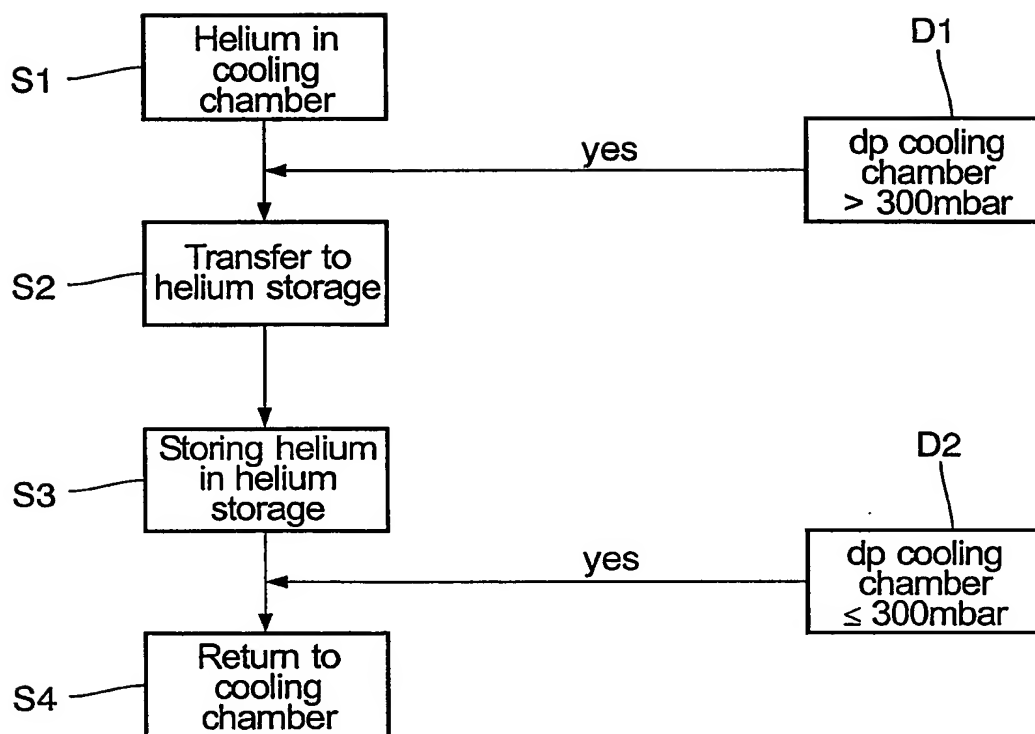 S1
Helium in
cooling
chamber
D1
yes
dp cooling
chamber
> 300mbar
S2
Transfer to
helium storage
S3
Storing helium
in helium
storage
D2
yes
dp cooling
chamber
≤ 300mbar
S4
Return to
cooling
chamber